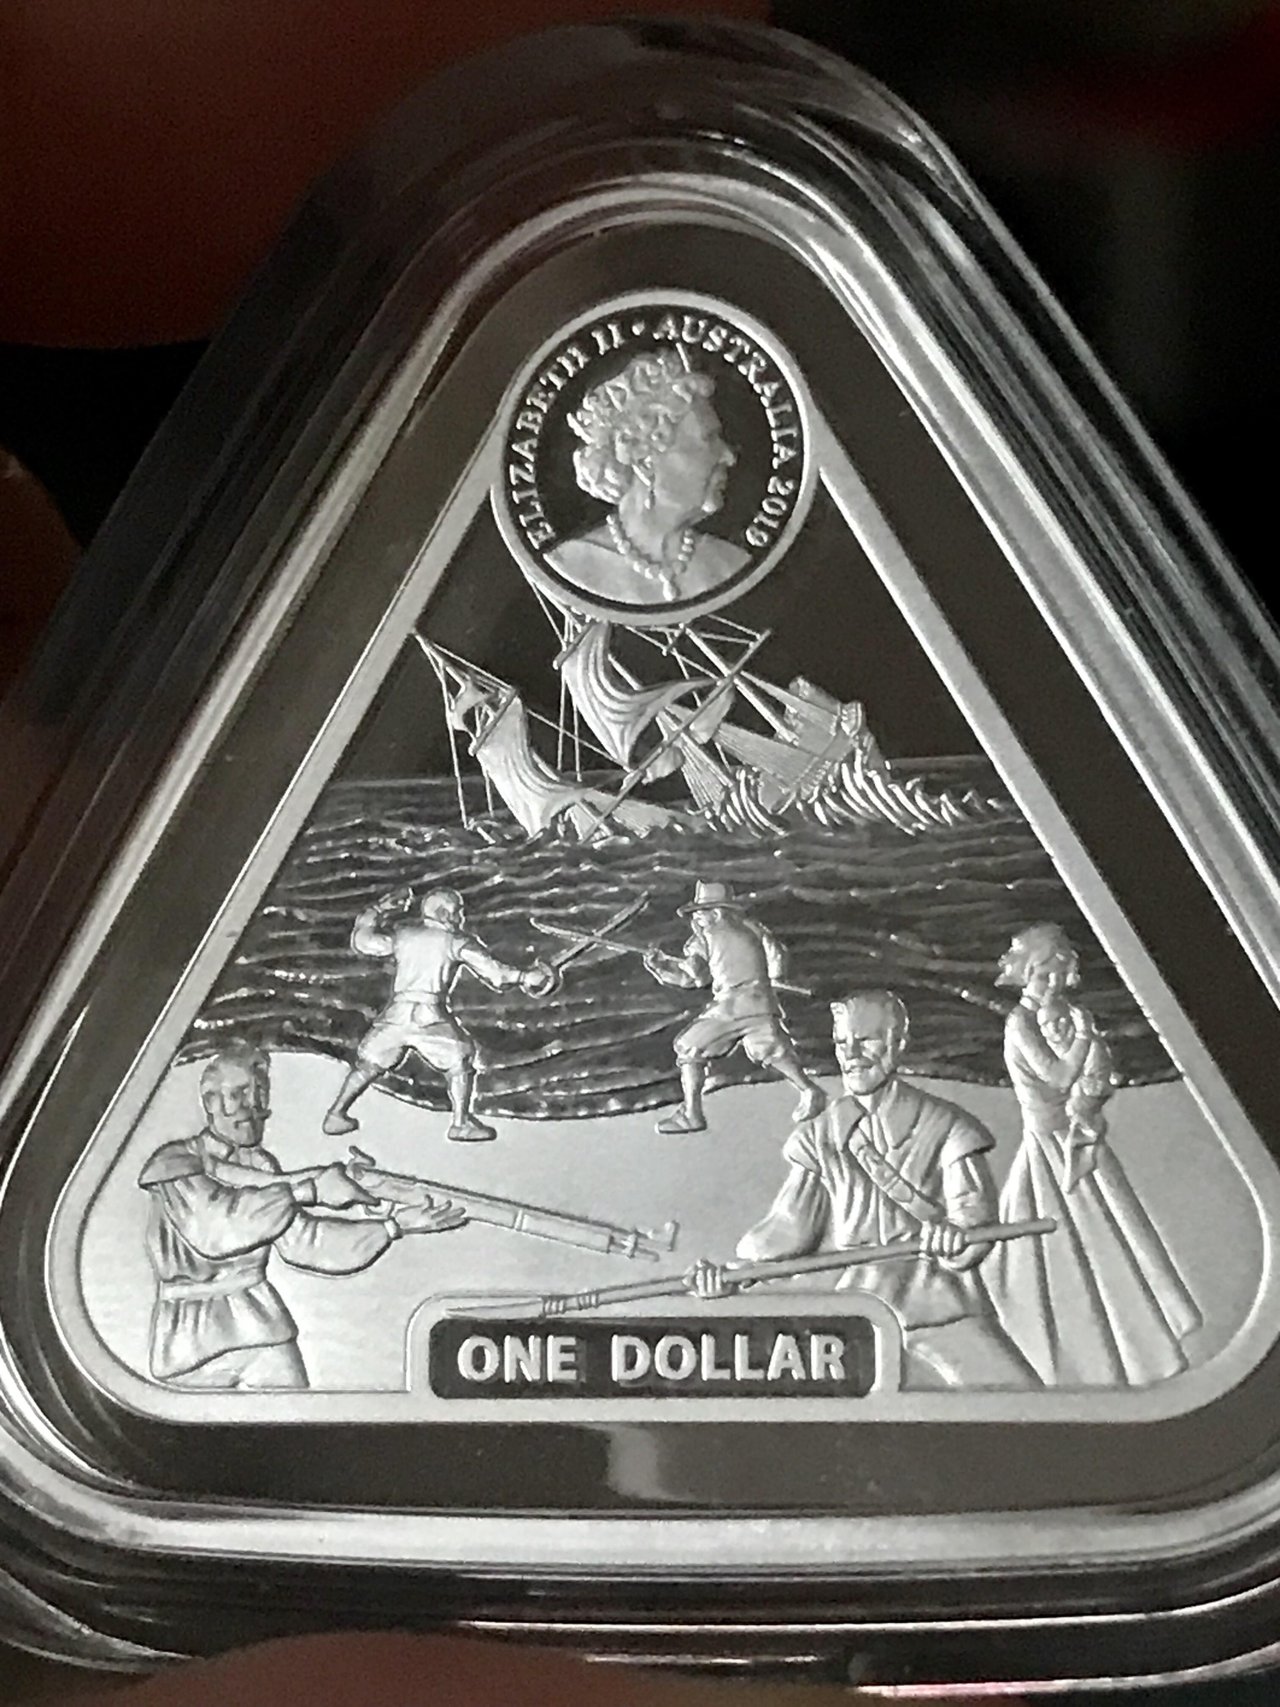 ELIZABETH II • AUSTRALIA 2019
ONE DOLLAR